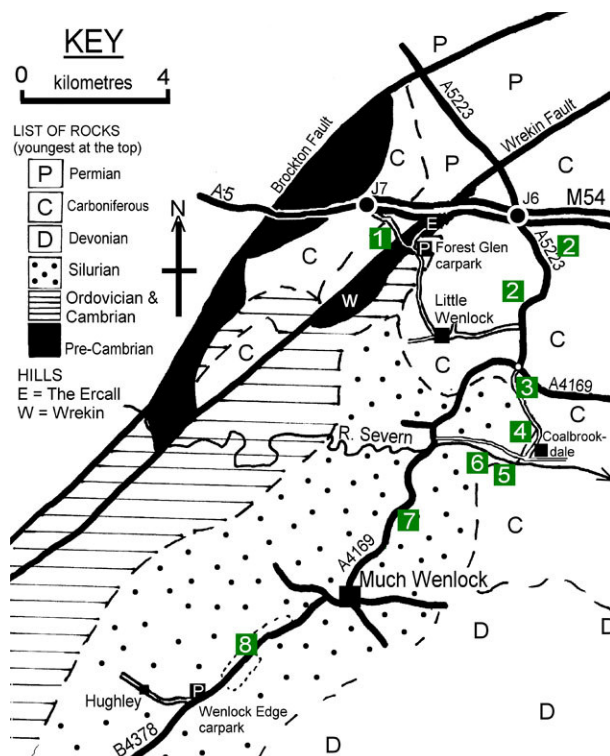 KEY
0 4
kilometres
LIST OF ROCKS
(youngest at the top)
P Permian
C Carboniferous
D Devonian
Silurian
Ordovician &
Cambrian
Pre-Cambrian
HILLS
E = The Ercall
W = Wrekin
N
P
P
A5223
Brockton Fault
C
P
Wrekin Fault
C
A5
J7
J6
M54
E
1
P
Forest Glen
carpark
A5223
2
C
W
2
Little
Wenlock
C
C
3
A4169
C
4
Coalbrook-
dale
R. Severn
6
5
7
C
A4169
Much Wenlock
D
D
8
Hughley
P
Wenlock Edge
carpark
B4378
D
D